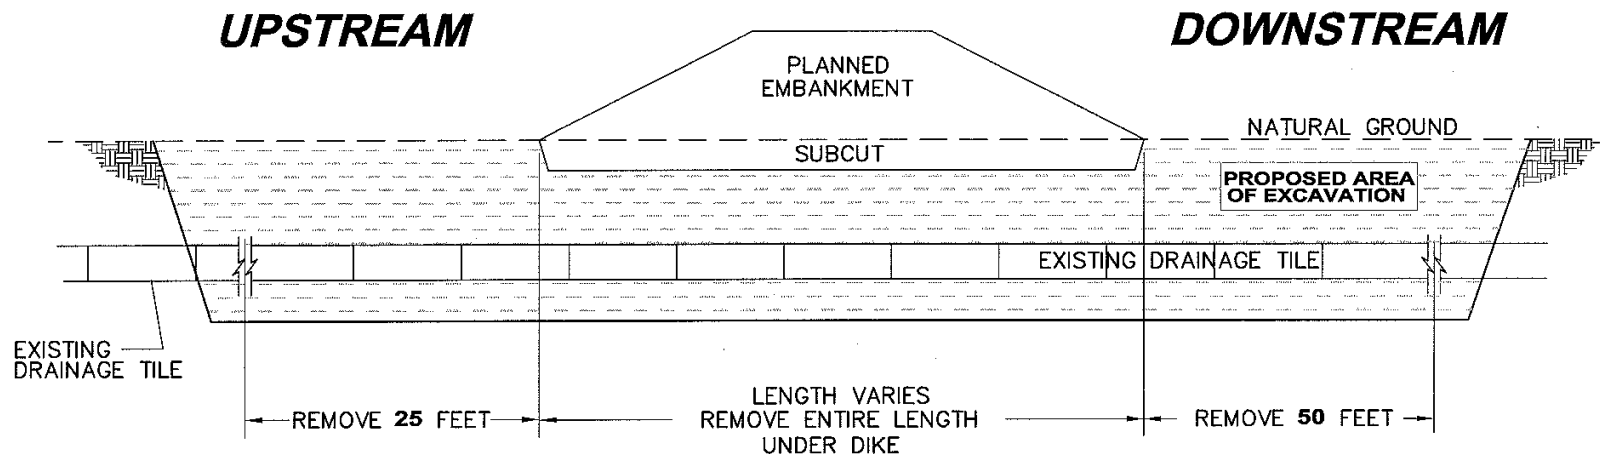 UPSTREAM
DOWNSTREAM
PLANNED
EMBANKMENT
NATURAL GROUND
SUBCUT
PROPOSED AREA
OF EXCAVATION
EXISTING DRAINAGE TILE
EXISTING
DRAINAGE TILE
REMOVE 25 FEET
LENGTH VARIES
REMOVE ENTIRE LENGTH
UNDER DIKE
REMOVE 50 FEET